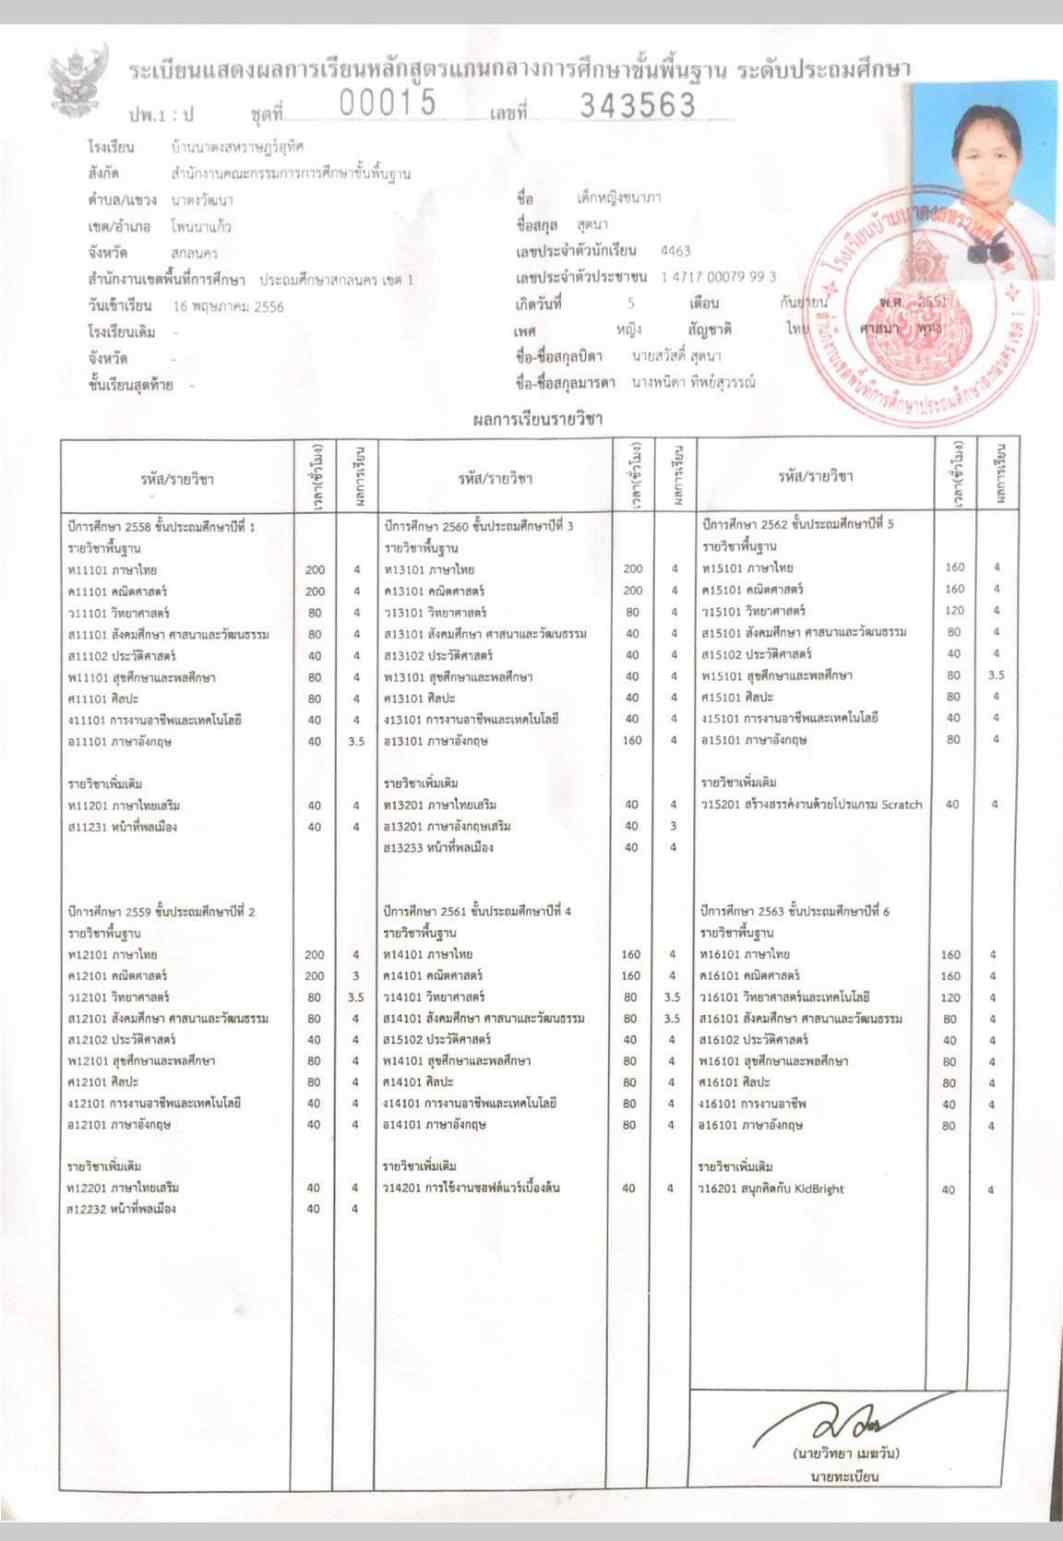 ระเบียนแสดงผลการเรียนหลักสูตรแกนกลางการศึกษาขั้นพื้นฐาน ระดับประถมศึกษา
ปพ.1 : ป ชุดที่ 00015 เลขที่ 343563
โรงเรียน บ้านนาดงสหราษฎร์อุทิศ
สังกัด สำนักงานคณะกรรมการการศึกษาขั้นพื้นฐาน
ตำบล/แขวง นาตงวัฒนา
เขต/อำเภอ โพนนาแก้ว
จังหวัด สกลนคร
สำนักงานเขตพื้นที่การศึกษา ประถมศึกษาสกลนคร เขต 1
วันเข้าเรียน 16 พฤษภาคม 2556
โรงเรียนเดิม -
จังหวัด -
ชั้นเรียนสุดท้าย -
ชื่อ เด็กหญิงชนาภา
ชื่อสกุล สุตนา
เลขประจำตัวนักเรียน 4463
เลขประจำตัวประชาชน 1 4717 00079 99 3
เกิดวันที่ 5 เดือน กันยายน พ.ศ. 2551
เพศ หญิง สัญชาติ ไทย ศาสนา พุทธ
ชื่อ-ชื่อสกุลบิดา นายสวัสดิ์ สุตนา
ชื่อ-ชื่อสกุลมารดา นางพนิดา ทิพย์สุวรรณ์
ผลการเรียนรายวิชา
รหัส/รายวิชา เวลา(ชั่วโมง) ผลการเรียน
ปีการศึกษา 2558 ชั้นประถมศึกษาปีที่ 1
รายวิชาพื้นฐาน
ท11101 ภาษาไทย 200 4
ค11101 คณิตศาสตร์ 200 4
ว11101 วิทยาศาสตร์ 80 4
ส11101 สังคมศึกษา ศาสนาและวัฒนธรรม 80 4
ส11102 ประวัติศาสตร์ 40 4
พ11101 สุขศึกษาและพลศึกษา 80 4
ศ11101 ศิลปะ 80 4
ง11101 การงานอาชีพและเทคโนโลยี 40 4
อ11101 ภาษาอังกฤษ 40 3.5
รายวิชาเพิ่มเติม
ท11201 ภาษาไทยเสริม 40 4
ส11231 หน้าที่พลเมือง 40 4
ปีการศึกษา 2559 ชั้นประถมศึกษาปีที่ 2
รายวิชาพื้นฐาน
ท12101 ภาษาไทย 200 4
ค12101 คณิตศาสตร์ 200 3
ว12101 วิทยาศาสตร์ 80 3.5
ส12101 สังคมศึกษา ศาสนาและวัฒนธรรม 80 4
ส12102 ประวัติศาสตร์ 40 4
พ12101 สุขศึกษาและพลศึกษา 80 4
ศ12101 ศิลปะ 80 4
ง12101 การงานอาชีพและเทคโนโลยี 40 4
อ12101 ภาษาอังกฤษ 40 4
รายวิชาเพิ่มเติม
ท12201 ภาษาไทยเสริม 40 4
ส12232 หน้าที่พลเมือง 40 4
รหัส/รายวิชา เวลา(ชั่วโมง) ผลการเรียน
ปีการศึกษา 2560 ชั้นประถมศึกษาปีที่ 3
รายวิชาพื้นฐาน
ท13101 ภาษาไทย 200 4
ค13101 คณิตศาสตร์ 200 4
ว13101 วิทยาศาสตร์ 80 4
ส13101 สังคมศึกษา ศาสนาและวัฒนธรรม 40 4
ส13102 ประวัติศาสตร์ 40 4
พ13101 สุขศึกษาและพลศึกษา 40 4
ศ13101 ศิลปะ 40 4
ง13101 การงานอาชีพและเทคโนโลยี 40 4
อ13101 ภาษาอังกฤษ 160 4
รายวิชาเพิ่มเติม
ท13201 ภาษาไทยเสริม 40 4
อ13201 ภาษาอังกฤษเสริม 40 3
ส13233 หน้าที่พลเมือง 40 4
ปีการศึกษา 2561 ชั้นประถมศึกษาปีที่ 4
รายวิชาพื้นฐาน
ท14101 ภาษาไทย 160 4
ค14101 คณิตศาสตร์ 160 4
ว14101 วิทยาศาสตร์ 80 3.5
ส14101 สังคมศึกษา ศาสนาและวัฒนธรรม 80 3.5
ส15102 ประวัติศาสตร์ 40 4
พ14101 สุขศึกษาและพลศึกษา 80 4
ศ14101 ศิลปะ 80 4
ง14101 การงานอาชีพและเทคโนโลยี 80 4
อ14101 ภาษาอังกฤษ 80 4
รายวิชาเพิ่มเติม
ว14201 การใช้งานซอฟต์แวร์เบื้องต้น 40 4
รหัส/รายวิชา เวลา(ชั่วโมง) ผลการเรียน
ปีการศึกษา 2562 ชั้นประถมศึกษาปีที่ 5
รายวิชาพื้นฐาน
ท15101 ภาษาไทย 160 4
ค15101 คณิตศาสตร์ 160 4
ว15101 วิทยาศาสตร์ 120 4
ส15101 สังคมศึกษา ศาสนาและวัฒนธรรม 80 4
ส15102 ประวัติศาสตร์ 40 4
พ15101 สุขศึกษาและพลศึกษา 80 3.5
ศ15101 ศิลปะ 80 4
ง15101 การงานอาชีพและเทคโนโลยี 40 4
อ15101 ภาษาอังกฤษ 80 4
รายวิชาเพิ่มเติม
ว15201 สร้างสรรค์งานด้วยโปรแกรม Scratch 40 4
ปีการศึกษา 2563 ชั้นประถมศึกษาปีที่ 6
รายวิชาพื้นฐาน
ท16101 ภาษาไทย 160 4
ค16101 คณิตศาสตร์ 160 4
ว16101 วิทยาศาสตร์และเทคโนโลยี 120 4
ส16101 สังคมศึกษา ศาสนาและวัฒนธรรม 80 4
ส16102 ประวัติศาสตร์ 40 4
พ16101 สุขศึกษาและพลศึกษา 80 4
ศ16101 ศิลปะ 80 4
ง16101 การงานอาชีพ 40 4
อ16101 ภาษาอังกฤษ 80 4
รายวิชาเพิ่มเติม
ว16201 สนุกคิดกับ KidBright 40 4
(นายวิทยา เมฆวัน)
นายทะเบียน